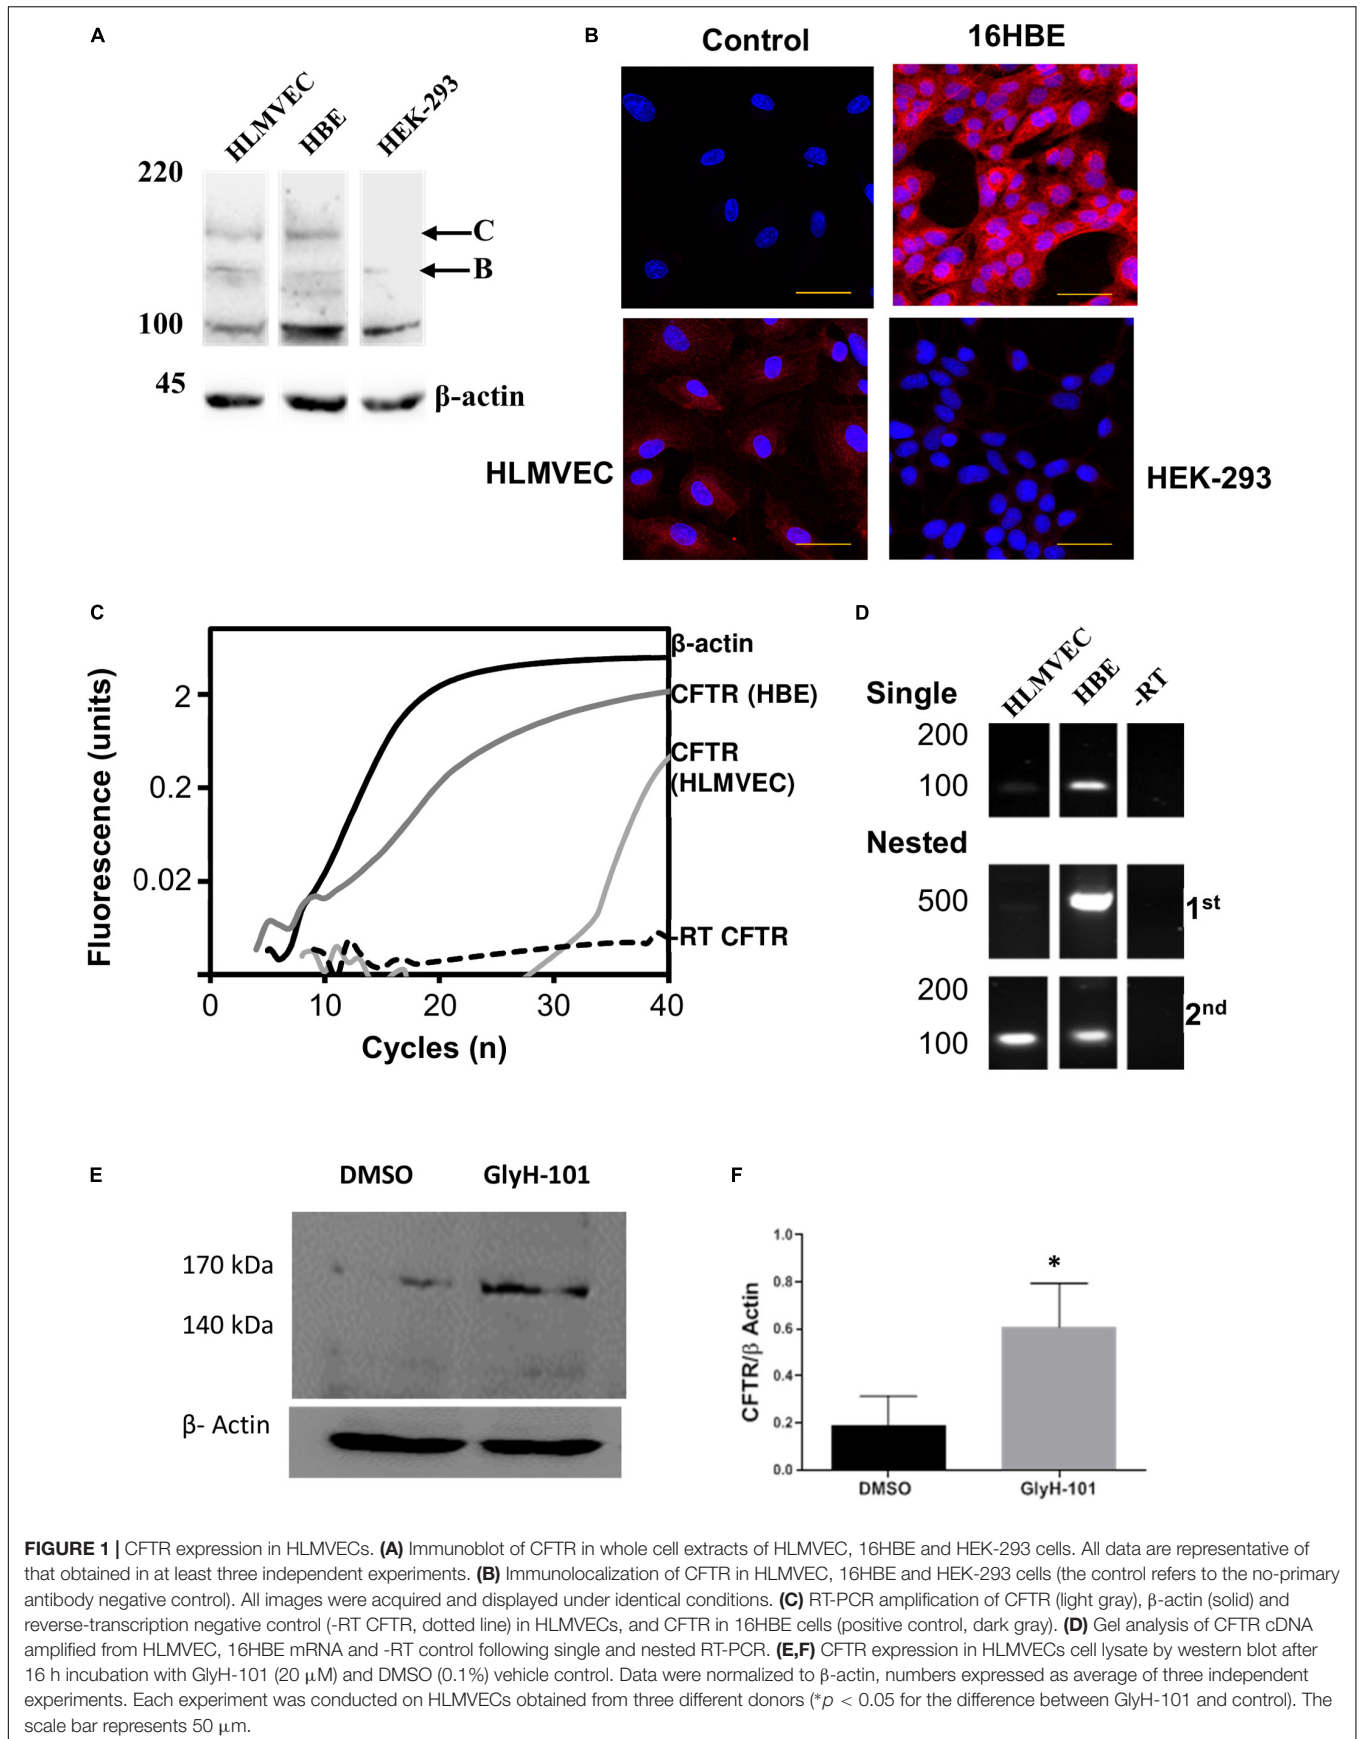 A
HLMVEC
HBE
HEK-293
220
C
B
100
45
β-actin
B
Control
16HBE
HLMVEC
HEK-293
C
Fluorescence (units)
2
0.2
0.02
0
10
20
30
40
Cycles (n)
β-actin
CFTR (HBE)
CFTR
(HLMVEC)
-RT CFTR
D
HLMVEC
HBE
-RT
Single
200
100
Nested
500
1st
200
2nd
100
E
DMSO
GlyH-101
170 kDa
140 kDa
β- Actin
F
CFTR/β Actin
1.0
0.8
0.6
0.4
0.2
0.0
*
DMSO
GlyH-101
FIGURE 1 | CFTR expression in HLMVECs. (A) Immunoblot of CFTR in whole cell extracts of HLMVEC, 16HBE and HEK-293 cells. All data are representative of
that obtained in at least three independent experiments. (B) Immunolocalization of CFTR in HLMVEC, 16HBE and HEK-293 cells (the control refers to the no-primary
antibody negative control). All images were acquired and displayed under identical conditions. (C) RT-PCR amplification of CFTR (light gray), β-actin (solid) and
reverse-transcription negative control (-RT CFTR, dotted line) in HLMVECs, and CFTR in 16HBE cells (positive control, dark gray). (D) Gel analysis of CFTR cDNA
amplified from HLMVEC, 16HBE mRNA and -RT control following single and nested RT-PCR. (E,F) CFTR expression in HLMVECs cell lysate by western blot after
16 h incubation with GlyH-101 (20 μM) and DMSO (0.1%) vehicle control. Data were normalized to β-actin, numbers expressed as average of three independent
experiments. Each experiment was conducted on HLMVECs obtained from three different donors (*p < 0.05 for the difference between GlyH-101 and control). The
scale bar represents 50 μm.